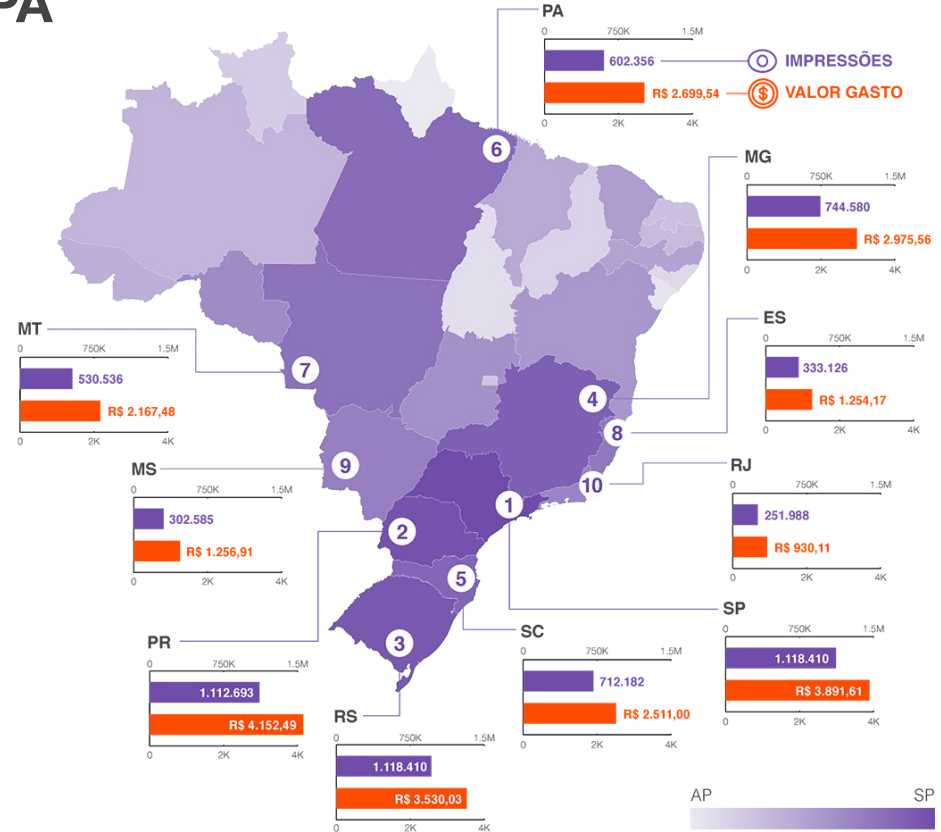 PA
PA
0 750K 1.5M
602.356
IMPRESSÕES
R$ 2.699,54
VALOR GASTO
0 2K 4K
MG
0 750K 1.5M
744.580
R$ 2.975,56
0 2K 4K
ES
0 750K 1.5M
333.126
R$ 1.254,17
0 2K 4K
MT
0 750K 1.5M
530.536
R$ 2.167,48
0 2K 4K
MS
0 750K 1.5M
302.585
R$ 1.256,91
0 2K 4K
RJ
0 750K 1.5M
251.988
R$ 930,11
0 2K 4K
6
7
4
8
9
10
1
2
5
3
SP
0 750K 1.5M
1.118.410
R$ 3.891,61
0 2K 4K
SC
0 750K 1.5M
712.182
R$ 2.511,00
0 2K 4K
PR
0 750K 1.5M
1.112.693
R$ 4.152,49
0 2K 4K
RS
0 750K 1.5M
1.118.410
R$ 3.530,03
0 2K 4K
AP SP